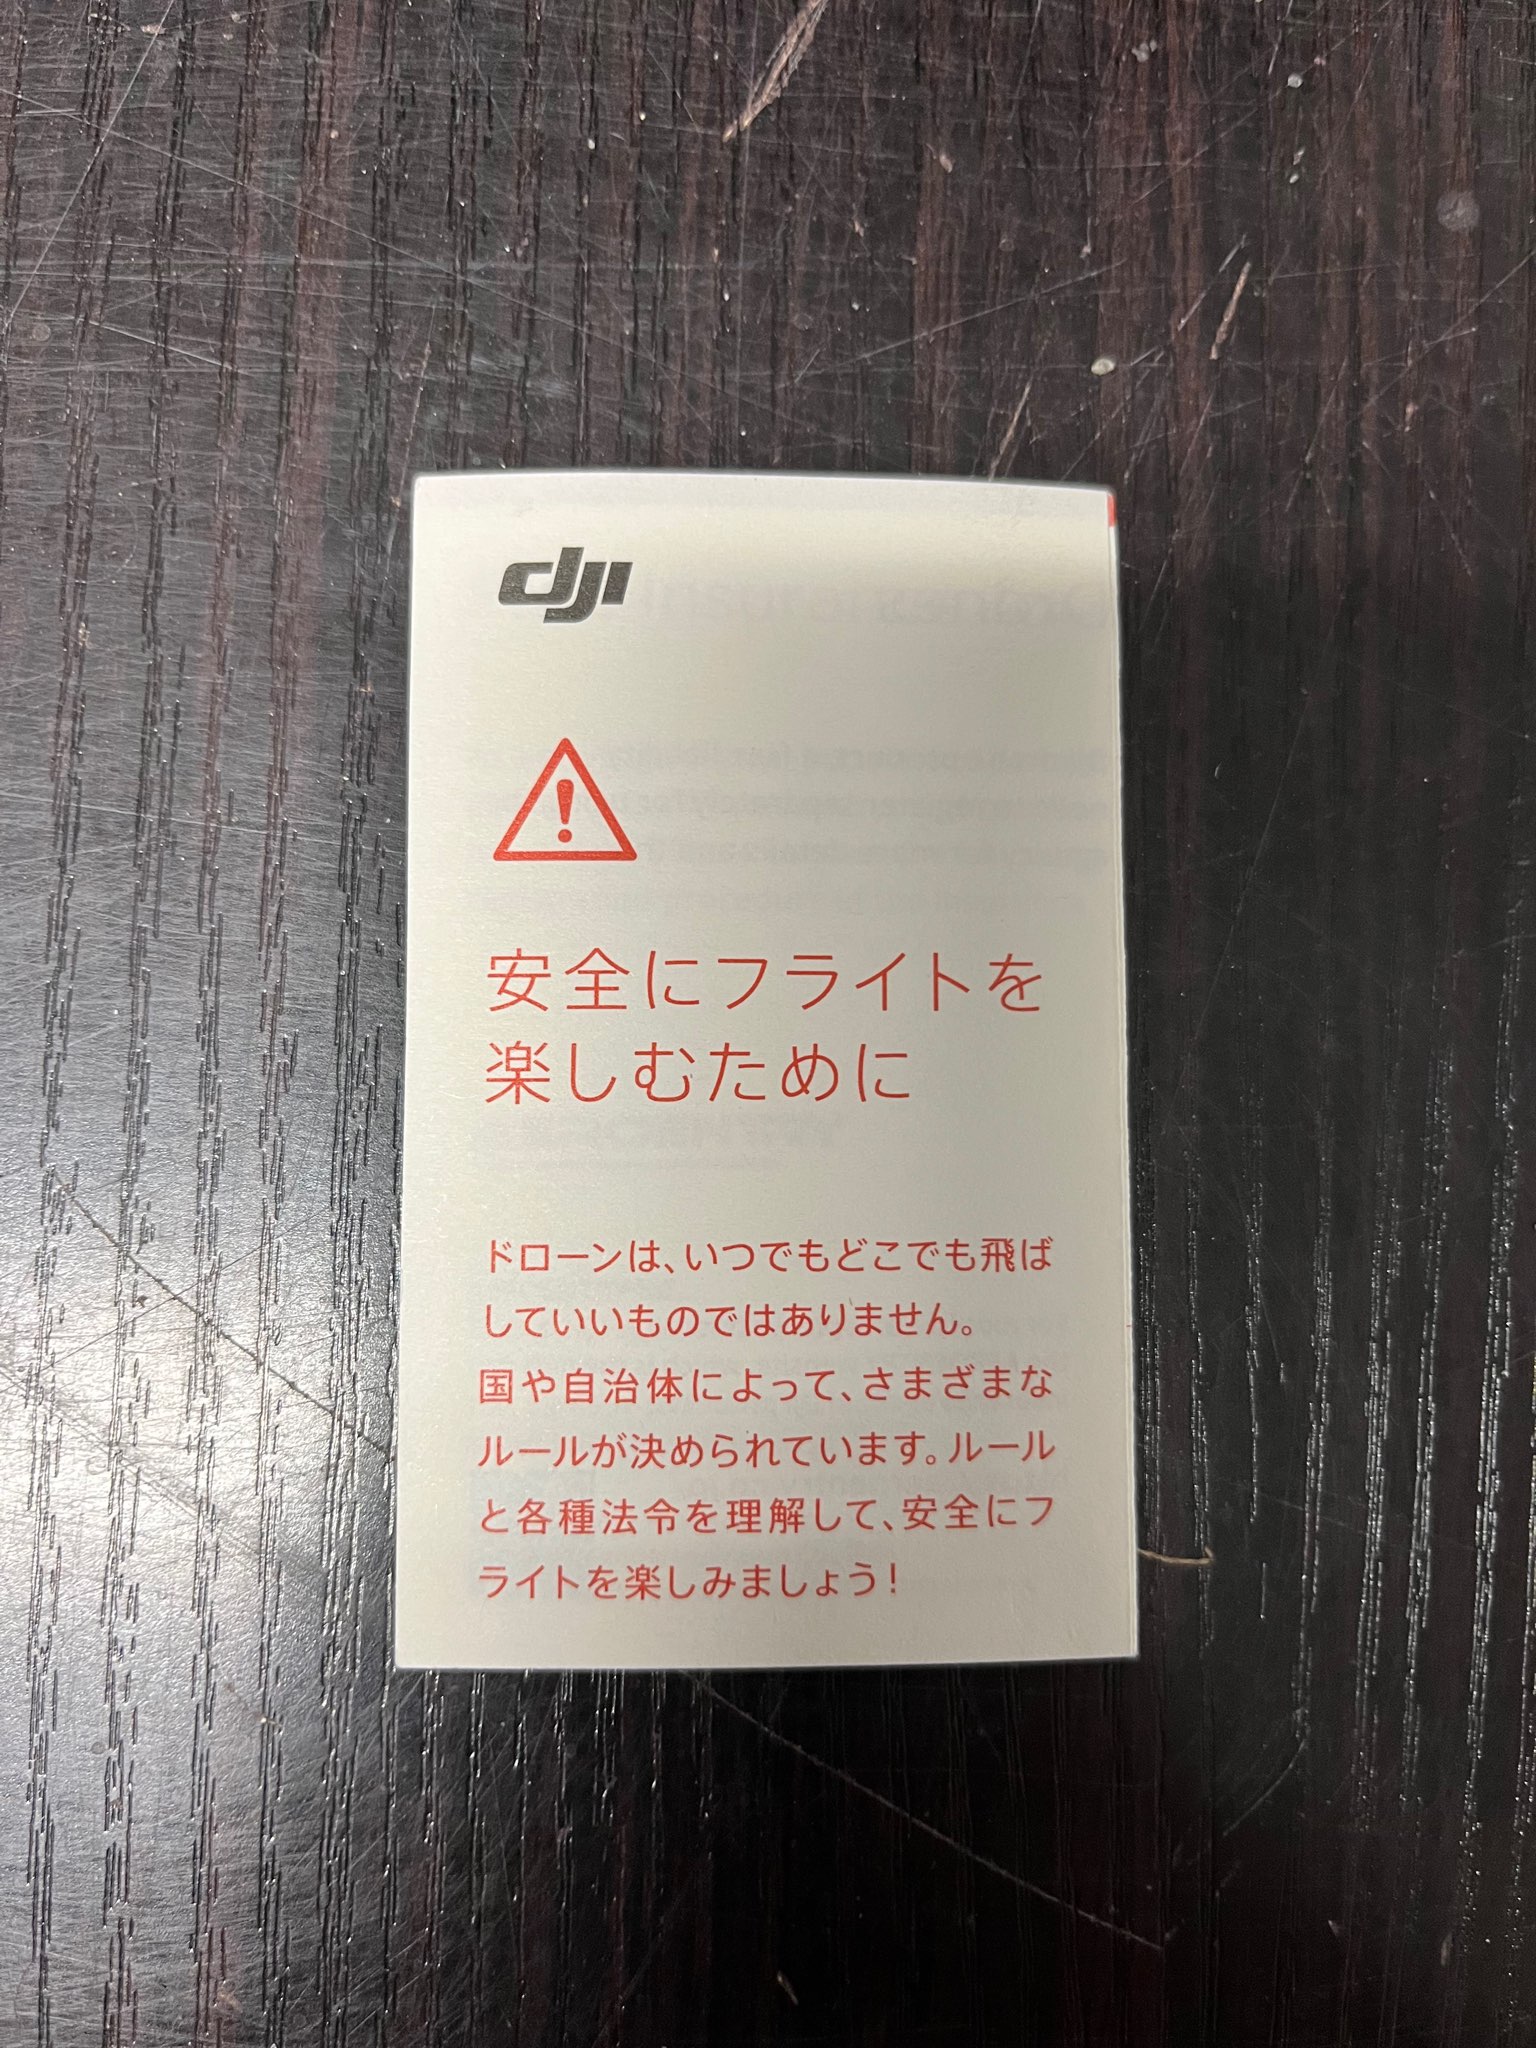 dji
安全にフライトを
楽しむために
ドローンは、いつでもどこでも飛ば
していいものではありません。
国や自治体によって、さまざまな
ルールが決められています。ルール
と各種法令を理解して、安全にフ
ライトを楽しみましょう！